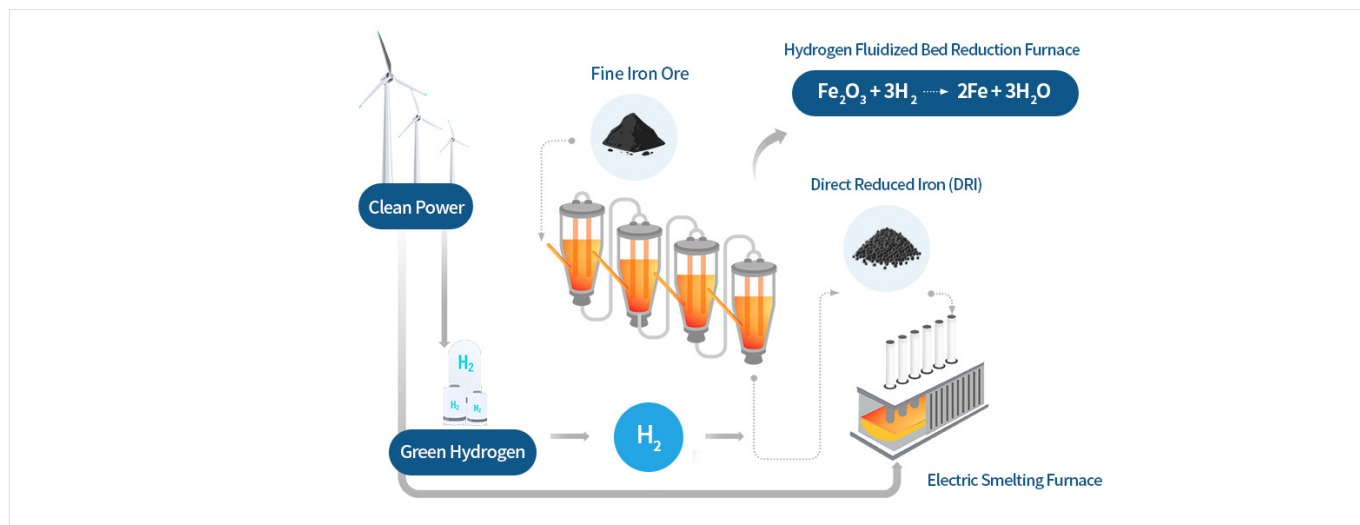 Hydrogen Fluidized Bed Reduction Furnace
Fine Iron Ore
Fe₂O₃ + 3H₂ ····➝ 2Fe + 3H₂O
Direct Reduced Iron (DRI)
Clean Power
H₂
H₂
H₂
Green Hydrogen
H₂
Electric Smelting Furnace